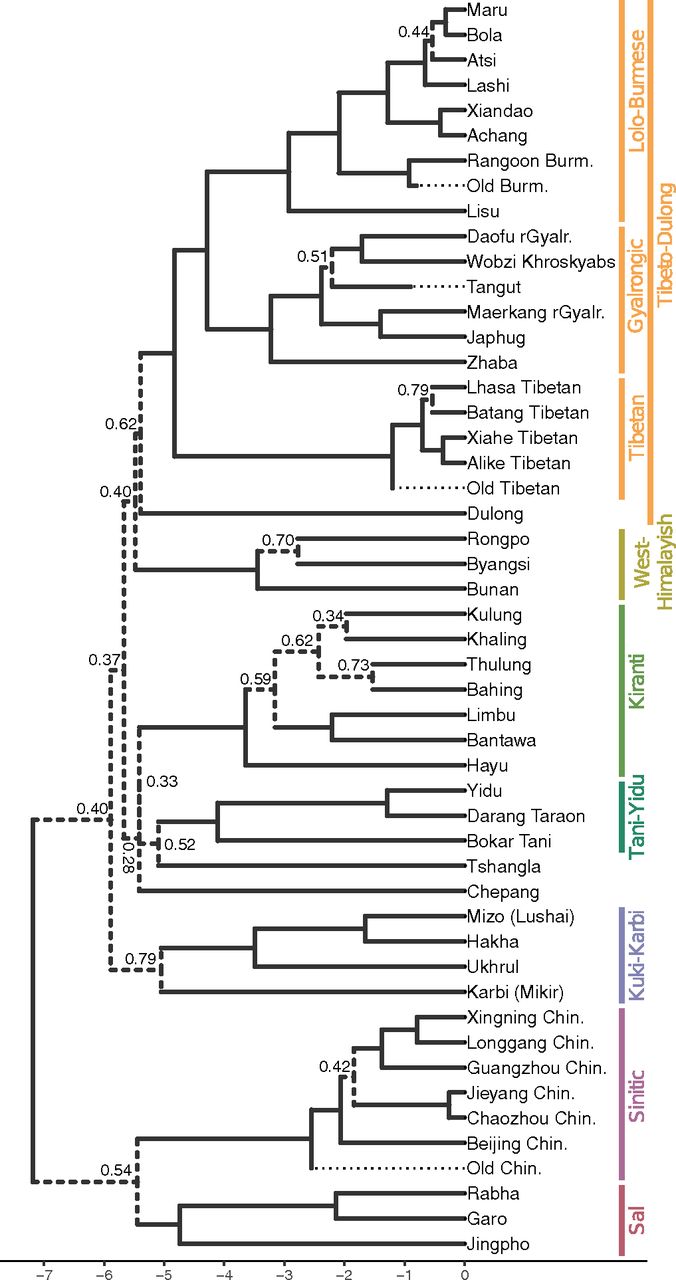 Maru
0.44
Bola
Atsi
Lashi
Xiandao
Achang
Rangoon Burm.
Old Burm.
Lisu
Lolo-Burmese
Daofu rGyalr.
0.51
Wobzi Khroskyabs
Tangut
Maerkang rGyalr.
Japhug
Zhaba
Gyalrongic
Tibeto-Dulong
0.79
Lhasa Tibetan
Batang Tibetan
Xiahe Tibetan
Alike Tibetan
Old Tibetan
Tibetan
0.62
0.40
Dulong
0.70
Rongpo
Byangsi
Bunan
West-
Himalayish
0.34
Kulung
0.62
Khaling
0.73
Thulung
0.59
Bahing
Limbu
Bantawa
Hayu
Kiranti
0.37
0.33
Yidu
0.40
Darang Taraon
0.28
0.52
Bokar Tani
Tshangla
Tani-Yidu
Chepang
Mizo (Lushai)
Hakha
0.79
Ukhrul
Karbi (Mikir)
Kuki-Karbi
Xingning Chin.
Longgang Chin.
0.42
Guangzhou Chin.
Jieyang Chin.
Chaozhou Chin.
Beijing Chin.
Old Chin.
Sinitic
0.54
Rabha
Garo
Jingpho
Sal
−7 −6 −5 −4 −3 −2 −1 0